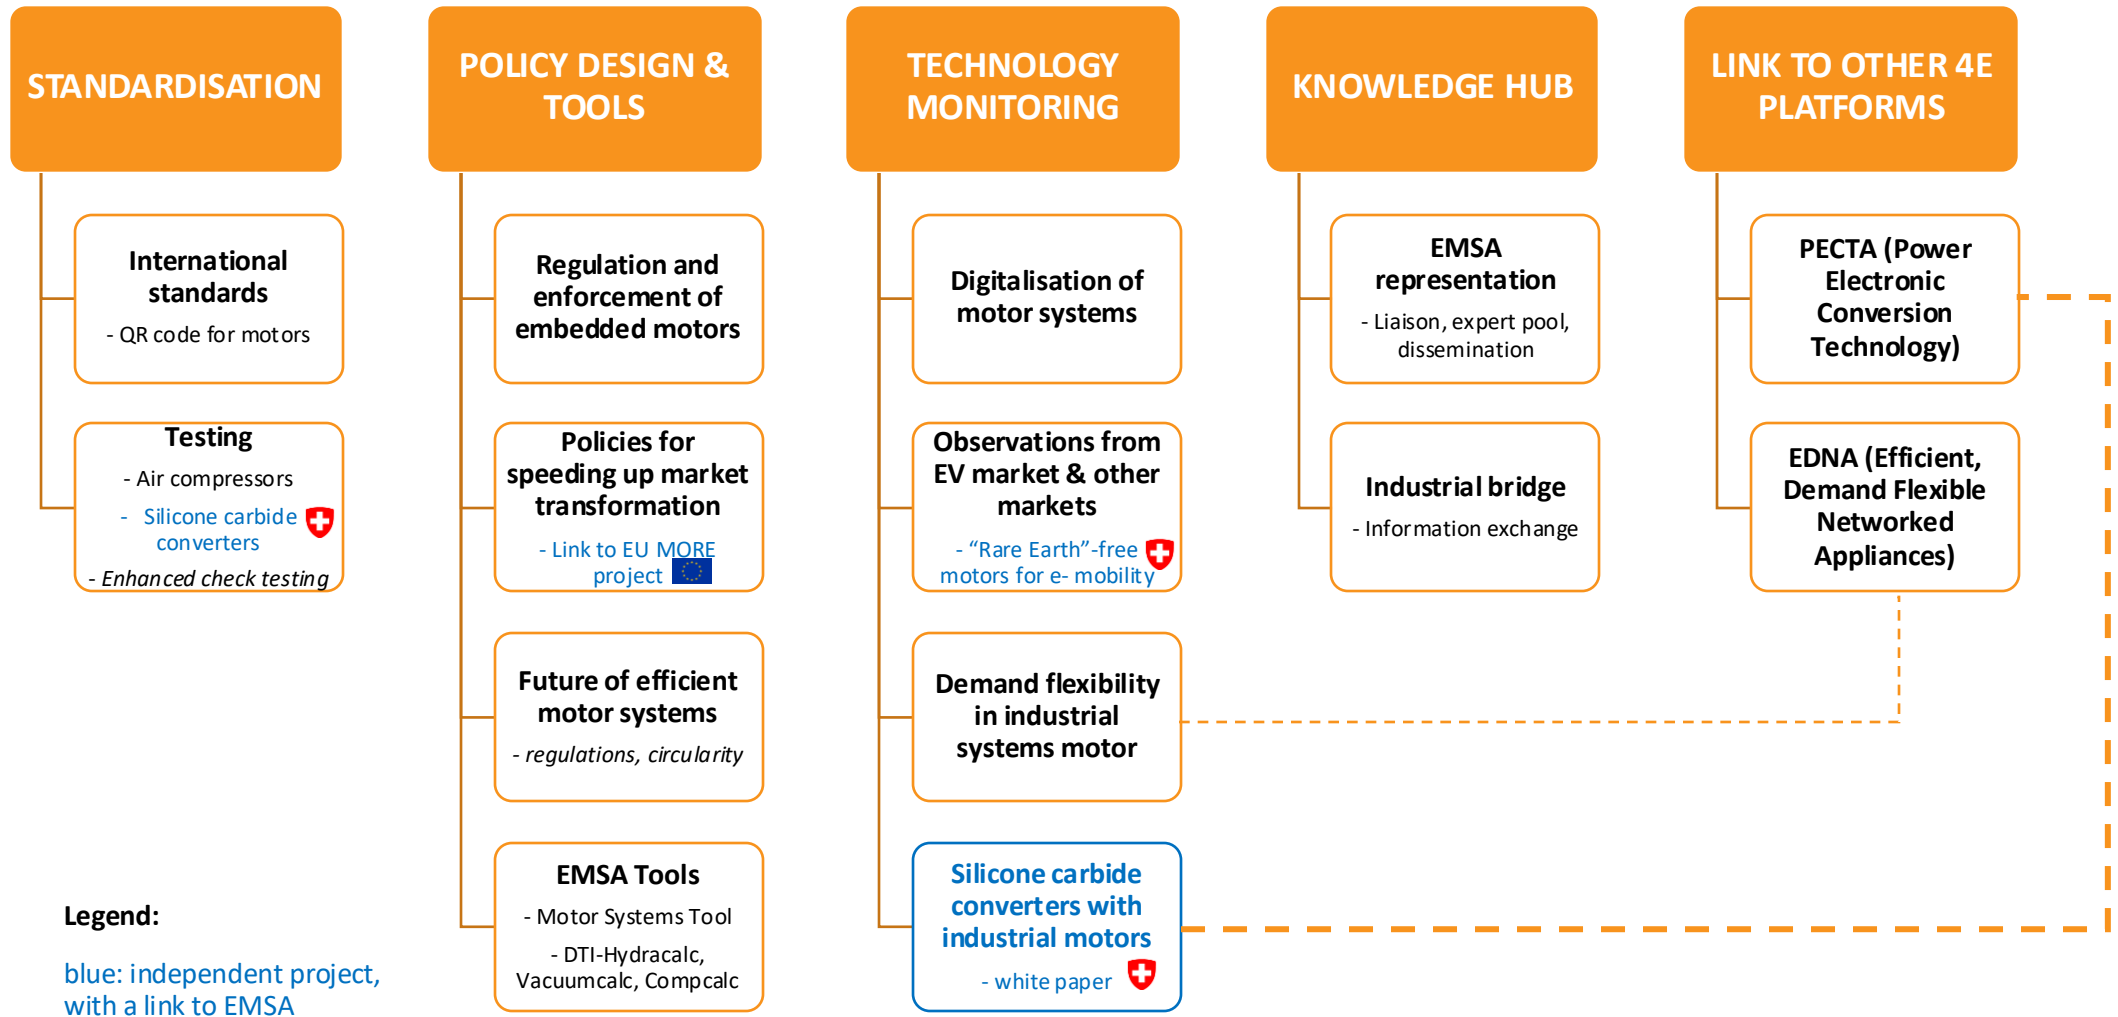 STANDARDISATION
International
standards
- QR code for motors
Testing
- Air compressors
- Silicone carbide
converters
- Enhanced check testing
POLICY DESIGN &
TOOLS
Regulation and
enforcement of
embedded motors
Policies for
speeding up market
transformation
- Link to EU MORE
project
Future of efficient
motor systems
- regulations, circularity
EMSA Tools
- Motor Systems Tool
- DTI-Hydracalc,
Vacuumcalc, Compcalc
TECHNOLOGY
MONITORING
Digitalisation of
motor systems
Observations from
EV market & other
markets
- “Rare Earth”-free
motors for e- mobility
Demand flexibility
in industrial
systems motor
Silicone carbide
converters with
industrial motors
- white paper
KNOWLEDGE HUB
EMSA
representation
- Liaison, expert pool,
dissemination
Industrial bridge
- Information exchange
LINK TO OTHER 4E
PLATFORMS
PECTA (Power
Electronic
Conversion
Technology)
EDNA (Efficient,
Demand Flexible
Networked
Appliances)
Legend:
blue: independent project,
with a link to EMSA